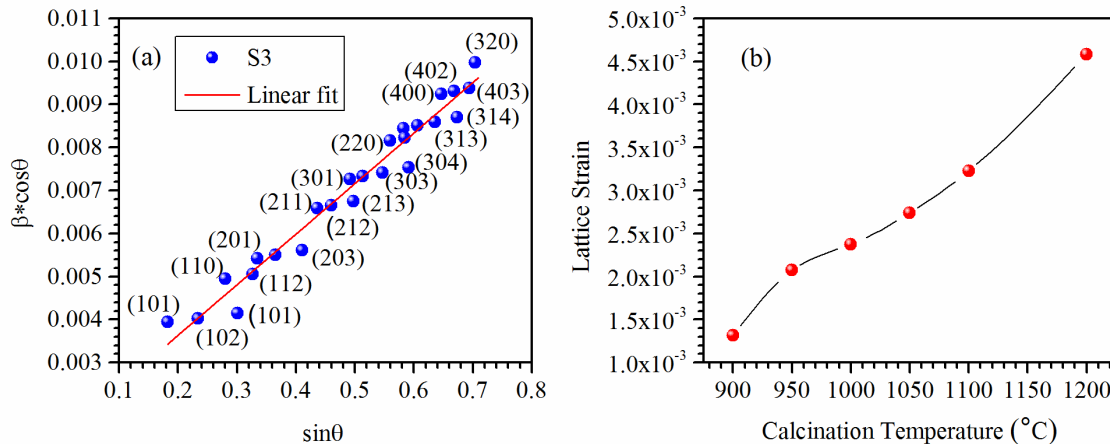 (a)
S3
Linear fit
(320)
(402)
(400)
(403)
(314)
(220)
(313)
(304)
(301)
(303)
(211)
(213)
(212)
(201)
(203)
(110)
(112)
(101)
(101)
(102)
0.011
0.010
0.009
0.008
0.007
0.006
0.005
0.004
0.003
0.1 0.2 0.3 0.4 0.5 0.6 0.7 0.8
β*cosθ
sinθ
(b)
5.0x10⁻³
4.5x10⁻³
4.0x10⁻³
3.5x10⁻³
3.0x10⁻³
2.5x10⁻³
2.0x10⁻³
1.5x10⁻³
1.0x10⁻³
900 950 1000 1050 1100 1150 1200
Lattice Strain
Calcination Temperature (°C)